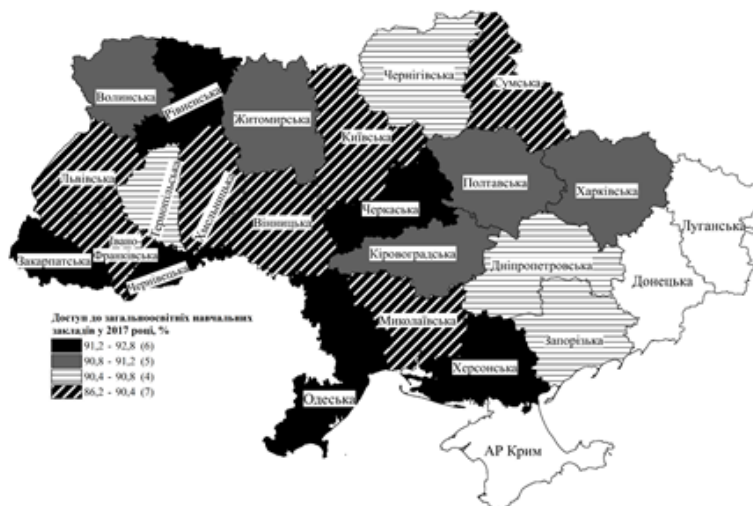 Волинська
Рівненська
Житомирська
Київська
Чернігівська
Сумська
Львівська
Тернопільська
Хмельницька
Вінницька
Черкаська
Полтавська
Харківська
Луганська
Закарпатська
Івано-
Франківська
Чернівецька
Кіровоградська
Дніпропетровська
Донецька
Миколаївська
Запорізька
Одеська
Херсонська
АР Крим
Доступ до загальноосвітніх навчальних
закладів у 2017 році, %
91,2 - 92,8 (6)
90,8 - 91,2 (5)
90,4 - 90,8 (4)
86,2 - 90,4 (7)